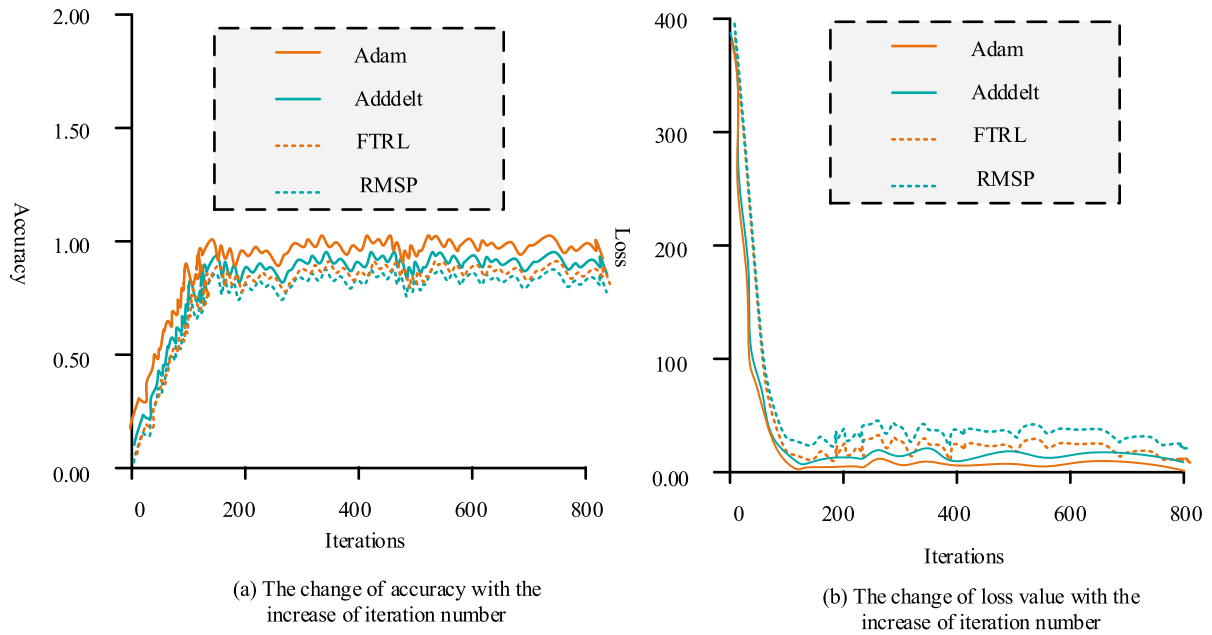 2.00
1.50
1.00
0.50
0.00
Accuracy
Adam
Adddelt
FTRL
RMSP
0
200
400
600
800
Iterations
(a) The change of accuracy with the
increase of iteration number
400
300
200
100
0.00
Loss
Adam
Adddelt
FTRL
RMSP
0
200
400
600
800
Iterations
(b) The change of loss value with the
increase of iteration number